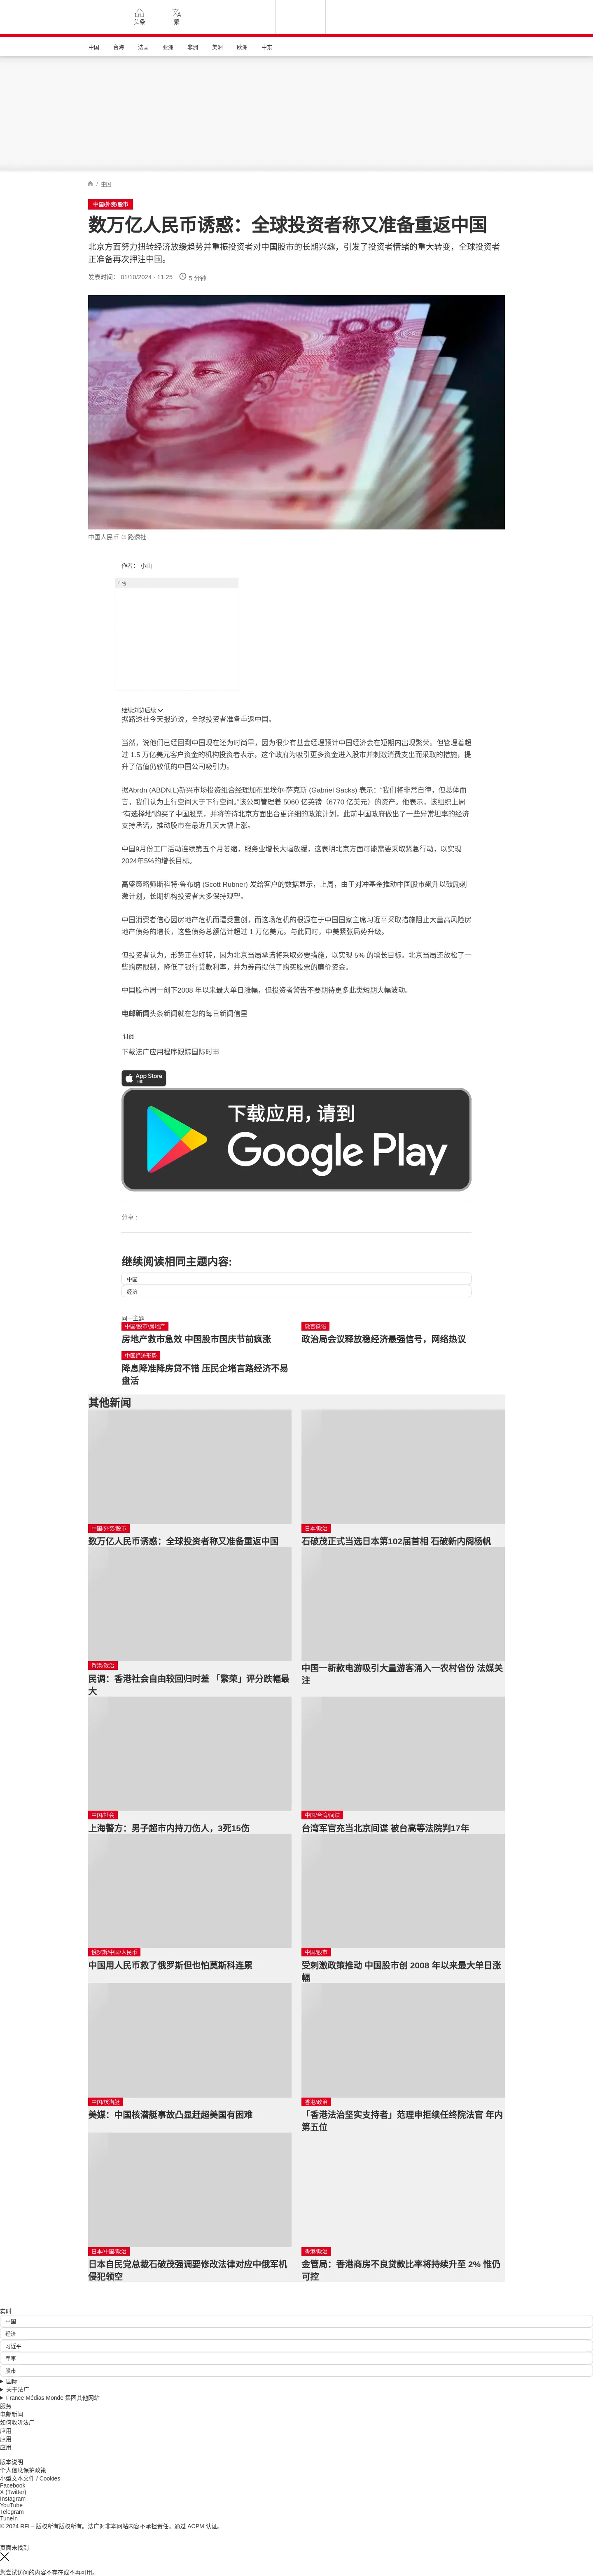 头条
繁
中国
台海
法国
亚洲
非洲
美洲
欧洲
中东
/ 中国
中国/外资/股市
数万亿人民币诱惑：全球投资者称又准备重返中国
北京方面努力扭转经济放缓趋势并重振投资者对中国股市的长期兴趣，引发了投资者情绪的重大转变，全球投资者
正准备再次押注中国。
发表时间： 01/10/2024 - 11:25 5 分钟
中国人民币 © 路透社
作者： 小山
广告
继续浏览后续
据路透社今天报道说，全球投资者准备重返中国。
当然，说他们已经回到中国现在还为时尚早，因为很少有基金经理预计中国经济会在短期内出现繁荣。但管理着超
过 1.5 万亿美元客户资金的机构投资者表示，这个政府为吸引更多资金进入股市并刺激消费支出而采取的措施，提
升了估值仍较低的中国公司吸引力。
据Abrdn (ABDN.L)新兴市场投资组合经理加布里埃尔 萨克斯 (Gabriel Sacks) 表示：“我们将非常自律，但总体而
言，我们认为上行空间大于下行空间。”该公司管理着 5060 亿英镑（6770 亿美元）的资产。他表示，该组织上周
“有选择地”购买了中国股票，并将等待北京方面出台更详细的政策计划，此前中国政府做出了一些异常坦率的经济
支持承诺，推动股市在最近几天大幅上涨。
中国9月份工厂活动连续第五个月萎缩，服务业增长大幅放缓，这表明北京方面可能需要采取紧急行动，以实现
2024年5%的增长目标。
高盛策略师斯科特·鲁布纳 (Scott Rubner) 发给客户的数据显示，上周，由于对冲基金推动中国股市飙升以鼓励刺
激计划，长期机构投资者大多保持观望。
中国消费者信心因房地产危机而遭受重创，而这场危机的根源在于中国国家主席习近平采取措施阻止大量高风险房
地产债务的增长，这些债务总额估计超过 1 万亿美元。与此同时，中美紧张局势升级。
但投资者认为，形势正在好转，因为北京当局承诺将采取必要措施，以实现 5% 的增长目标。北京当局还放松了一
些购房限制，降低了银行贷款利率，并为券商提供了购买股票的廉价资金。
中国股市周一创下2008 年以来最大单日涨幅，但投资者警告不要期待更多此类短期大幅波动。
电邮新闻头条新闻就在您的每日新闻信里
订阅
下载法广应用程序跟踪国际时事
App Store
下载
下载应用，请到
Google Play
分享 :
继续阅读相同主题内容:
中国
经济
同一主题
中国/股市/房地产
房地产救市急效 中国股市国庆节前疯涨
微言微语
政治局会议释放稳经济最强信号，网络热议
中国经济形势
降息降准降房贷不错 压民企堵言路经济不易
盘活
其他新闻
中国/外资/股市
数万亿人民币诱惑：全球投资者称又准备重返中国
日本/政治
石破茂正式当选日本第102届首相 石破新内阁杨帆
香港/政治
民调：香港社会自由较回归时差 「繁荣」评分跌幅最
大
中国一新款电游吸引大量游客涌入一农村省份 法媒关
注
中国/社会
上海警方：男子超市内持刀伤人，3死15伤
中国/台湾/间谍
台湾军官充当北京间谍 被台高等法院判17年
俄罗斯/中国/人民币
中国用人民币救了俄罗斯但也怕莫斯科连累
中国/股市
受刺激政策推动 中国股市创 2008 年以来最大单日涨
幅
中国/核潜艇
美媒：中国核潜艇事故凸显赶超美国有困难
香港/政治
「香港法治坚实支持者」范理申拒续任终院法官 年内
第五位
日本/中国/政治
日本自民党总裁石破茂强调要修改法律对应中俄军机
侵犯领空
香港/政治
金管局：香港商房不良贷款比率将持续升至 2% 惟仍
可控
实时
中国
经济
习近平
军事
股市
国际
关于法广
France Médias Monde 集团其他网站
服务
电邮新闻
如何收听法广
应用
应用
应用
版本说明
个人信息保护政策
小型文本文件 / Cookies
Facebook
X (Twitter)
Instagram
YouTube
Telegram
TuneIn
© 2024 RFI – 版权所有版权所有。法广对非本网站内容不承担责任。通过 ACPM 认证。
页面未找到
您尝试访问的内容不存在或不再可用。